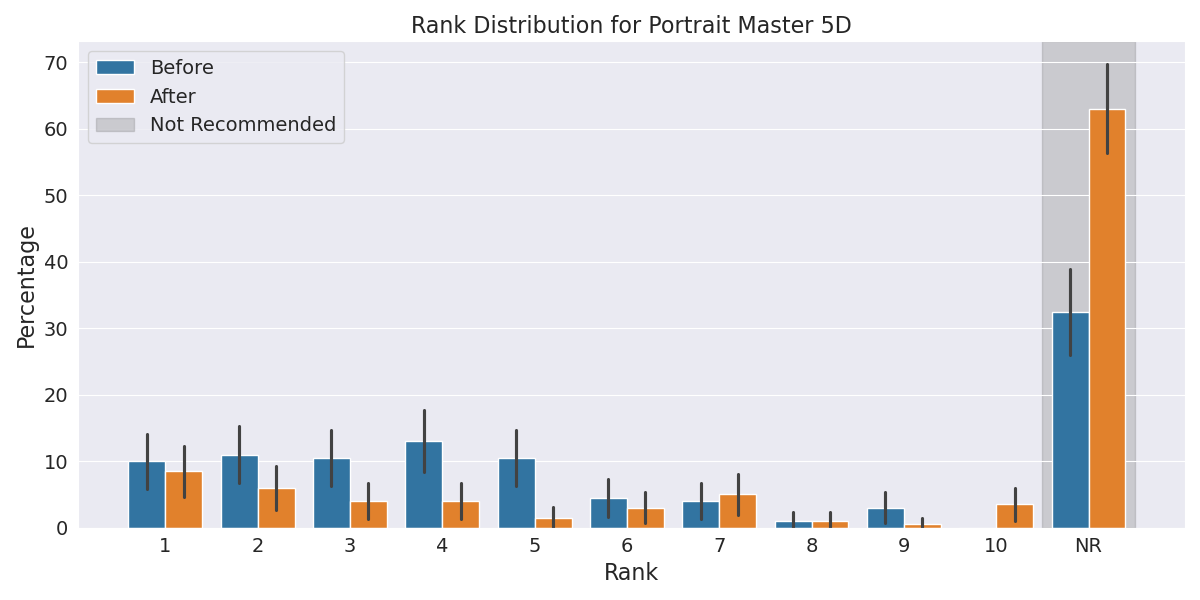 Rank Distribution for Portrait Master 5D
Before
After
Not Recommended
Percentage
70
60
50
40
30
20
10
0
1 2 3 4 5 6 7 8 9 10 NR
Rank